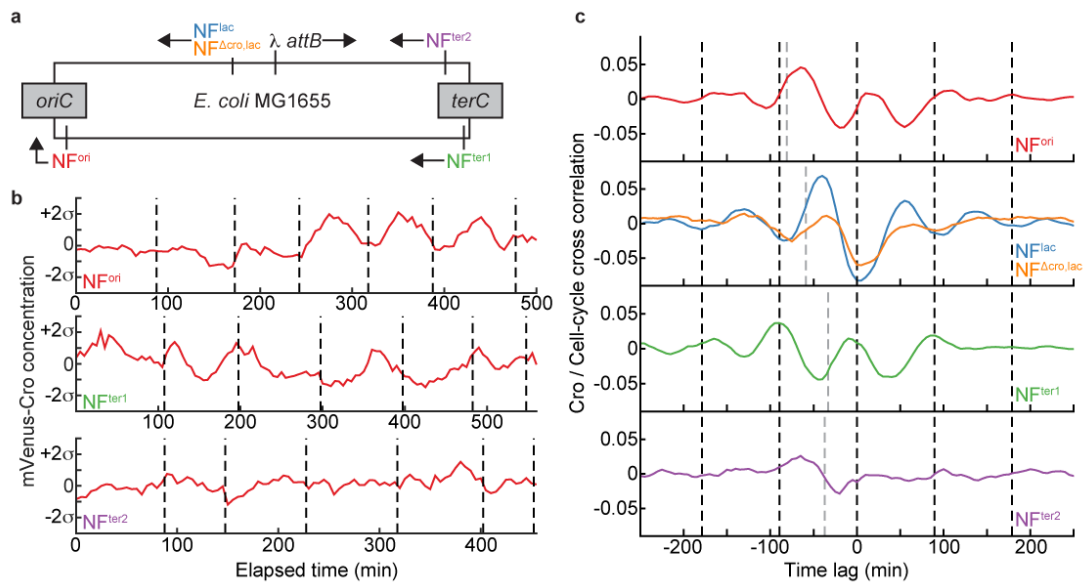 a
NF^lac
NF^Δcro,lac
λ attB
NF^ter2
oriC
E. coli MG1655
terC
NF^ori
NF^ter1
b
mVenus-Cro concentration
+2σ
0
-2σ
NF^ori
0 100 200 300 400 500
+2σ
0
-2σ
NF^ter1
100 200 300 400 500
+2σ
0
-2σ
NF^ter2
0 100 200 300 400
Elapsed time (min)
c
Cro / Cell-cycle cross correlation
0.05
0
-0.05
NF^ori
0.05
0
-0.05
NF^lac
NF^Δcro,lac
0.05
0
-0.05
NF^ter1
0.05
0
-0.05
NF^ter2
-200 -100 0 100 200
Time lag (min)